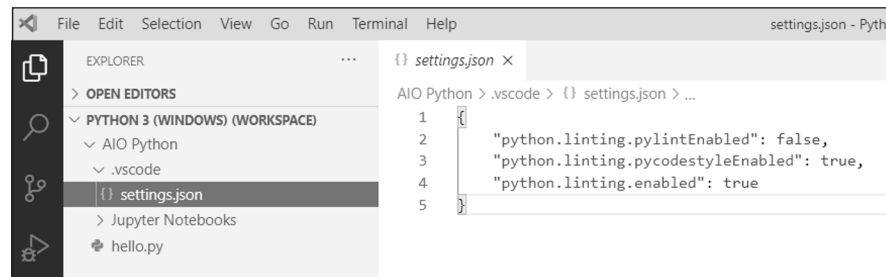 File Edit Selection View Go Run Terminal Help settings.json - Pyth
EXPLORER ···
OPEN EDITORS
PYTHON 3 (WINDOWS) (WORKSPACE)
AIO Python
.vscode
{} settings.json
Jupyter Notebooks
hello.py
{} settings.json ×
AIO Python > .vscode > {} settings.json > ...
1 {
2 "python.linting.pylintEnabled": false,
3 "python.linting.pycodestyleEnabled": true,
4 "python.linting.enabled": true
5 }